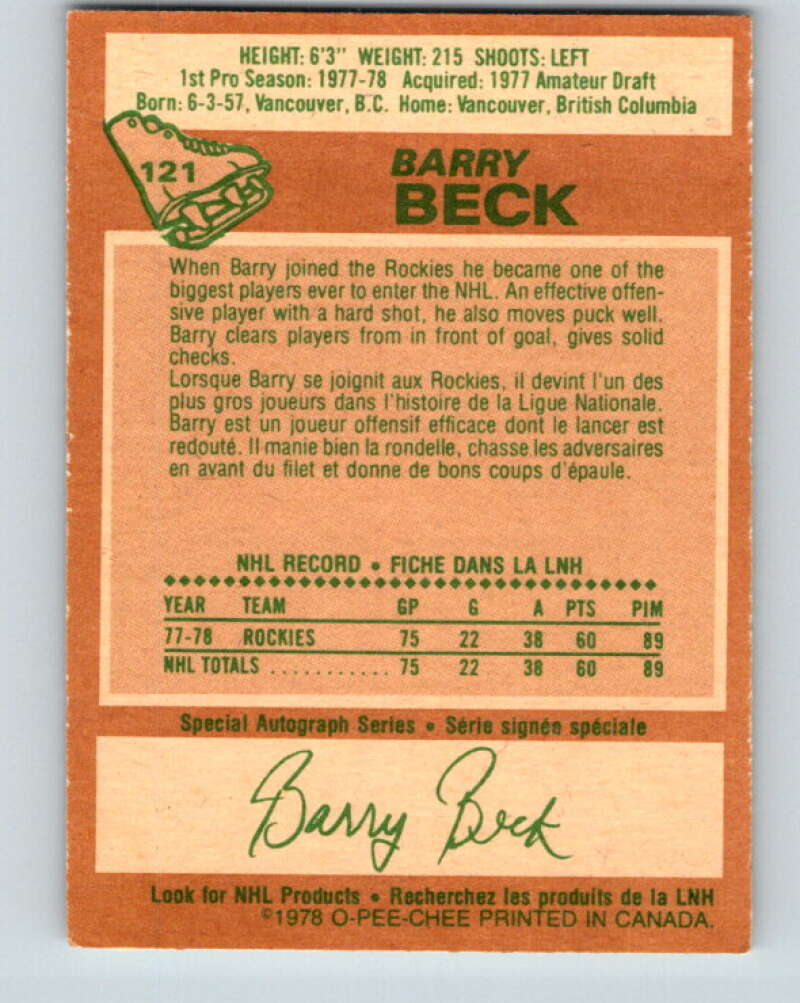 HEIGHT: 6'3" WEIGHT: 215 SHOOTS: LEFT
1st Pro Season: 1977-78 Acquired: 1977 Amateur Draft
Born: 6-3-57, Vancouver, B.C. Home: Vancouver, British Columbia
121
BARRY
BECK
When Barry joined the Rockies he became one of the
biggest players ever to enter the NHL. An effective offen-
sive player with a hard shot, he also moves puck well.
Barry clears players from in front of goal, gives solid
checks.
Lorsque Barry se joignit aux Rockies, il devint l'un des
plus gros joueurs dans l'histoire de la Ligue Nationale.
Barry est un joueur offensif efficace dont le lancer est
redouté. Il manie bien la rondelle, chasse les adversaires
en avant du filet et donne de bons coups d'épaule.
NHL RECORD • FICHE DANS LA LNH
YEAR TEAM GP G A PTS PIM
77-78 ROCKIES 75 22 38 60 89
NHL TOTALS ........... 75 22 38 60 89
Special Autograph Series • Série signée spéciale
Barry Beck
Look for NHL Products • Recherchez les produits de la LNH
©1978 O-PEE-CHEE PRINTED IN CANADA.